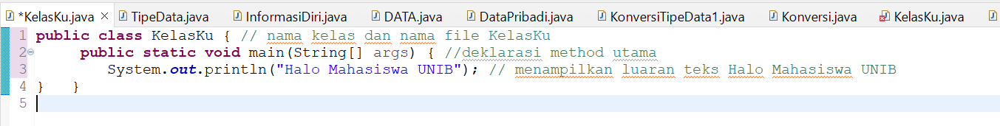 *KelasKu.java TipeData.java InformasiDiri.java DATA.java DataPribadi.java KonversiTipeData1.java Konversi.java KelasKu.java
1 public class KelasKu { // nama kelas dan nama file KelasKu
2 public static void main(String[] args) { //deklarasi method utama
3 System.out.println("Halo Mahasiswa UNIB"); // menampilkan luaran teks Halo Mahasiswa UNIB
4 } }
5